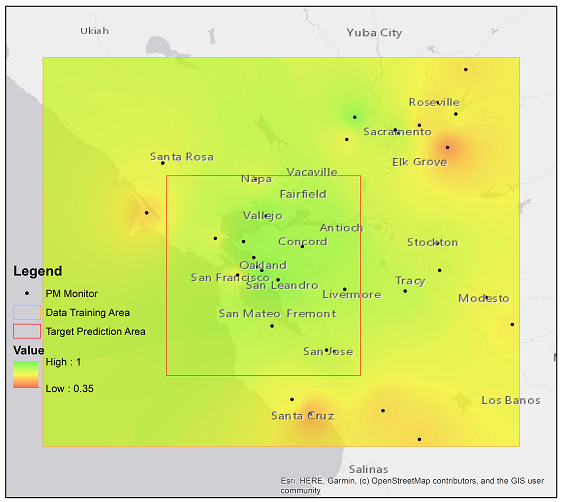 Ukiah
Yuba City
Roseville
Sacramento
Santa Rosa
Elk Grove
Napa
Vacaville
Fairfield
Vallejo
Antioch
Concord
Stockton
Oakland
San Francisco
San Leandro
Livermore
Tracy
Modesto
San Mateo
Fremont
San Jose
Santa Cruz
Los Banos
Salinas
Legend
PM Monitor
Data Training Area
Target Prediction Area
Value
High : 1
Low : 0.35
Esri, HERE, Garmin, (c) OpenStreetMap contributors, and the GIS user
community